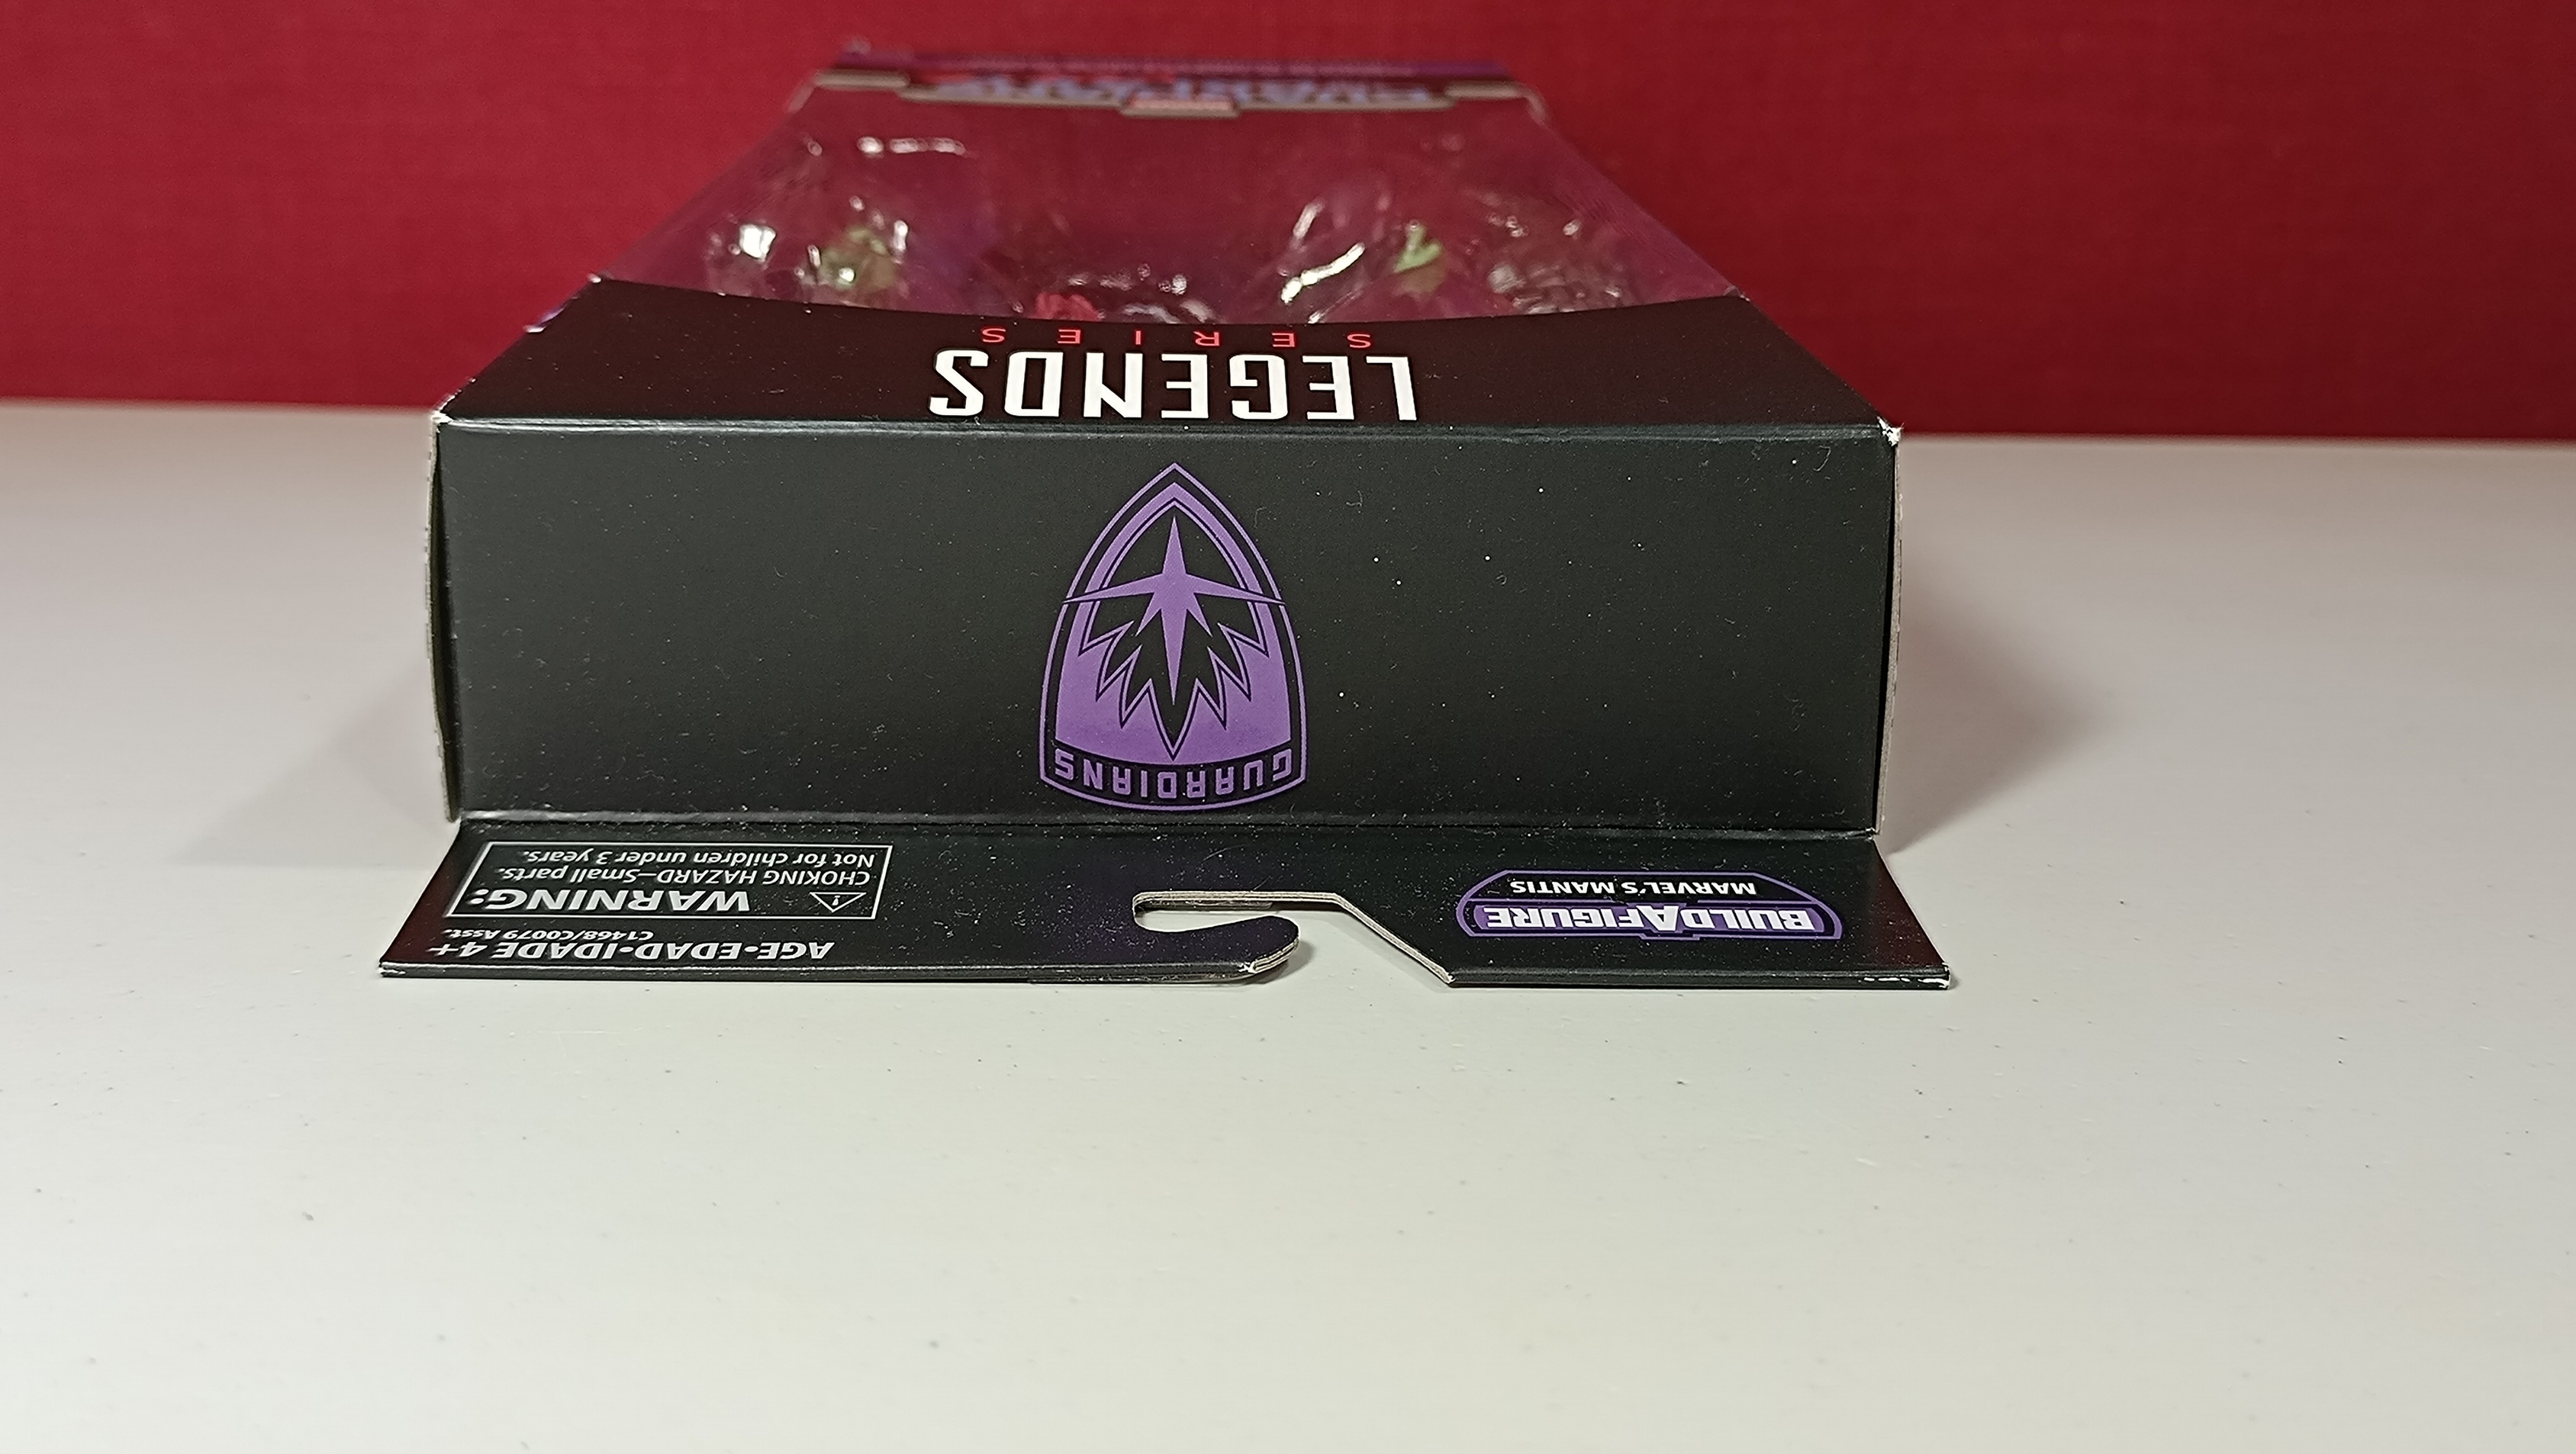 AGE•EDAD•IDADE 4+
C1468/C0079 Asst.
WARNING:
CHOKING HAZARD—Small parts.
Not for children under 3 years.
BUILDAFIGURE
MARVEL'S MANTIS
GUARDIANS
LEGENDS
SERIES